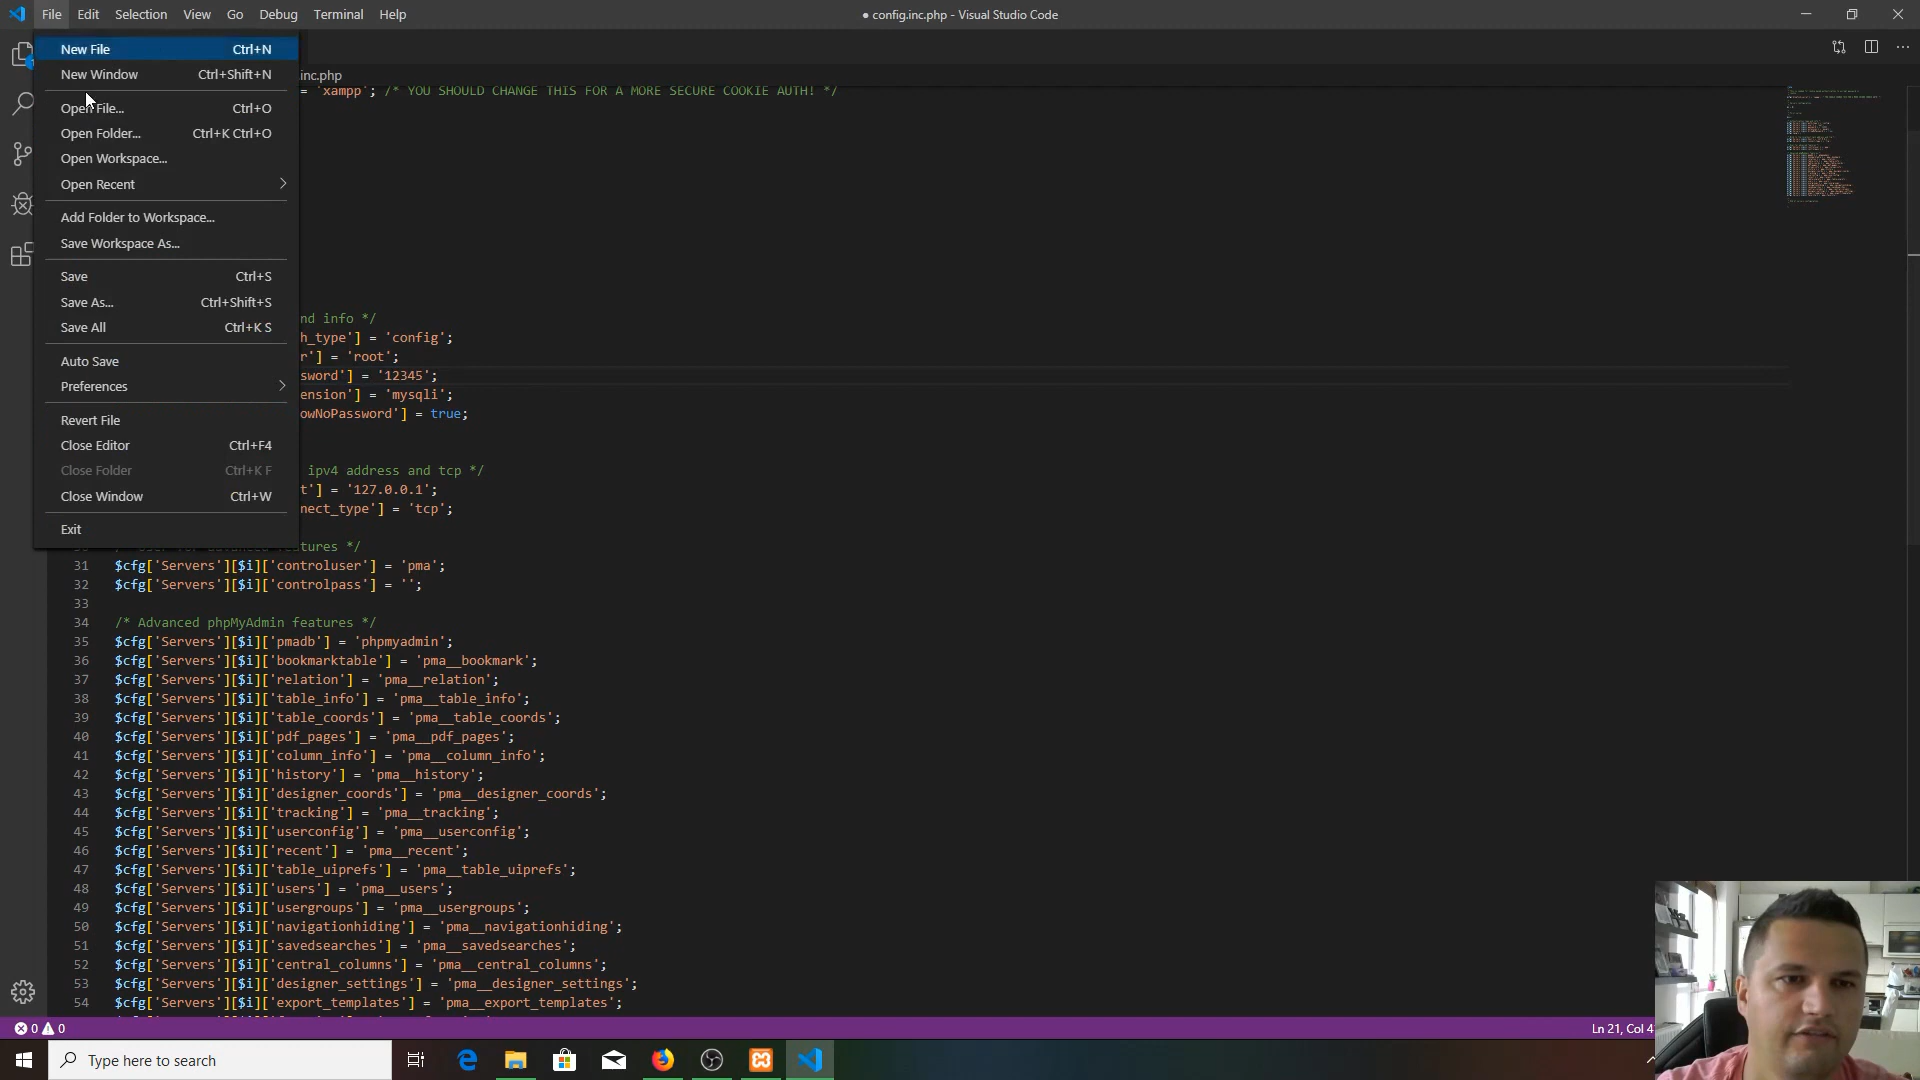 File Edit Selection View Go Debug Terminal Help ● config.inc.php - Visual Studio Code
New File Ctrl+N
New Window Ctrl+Shift+N
Open File... Ctrl+O
Open Folder... Ctrl+K Ctrl+O
Open Workspace...
Open Recent
Add Folder to Workspace...
Save Workspace As...
Save Ctrl+S
Save As... Ctrl+Shift+S
Save All Ctrl+K S
Auto Save
Preferences
Revert File
Close Editor Ctrl+F4
Close Folder Ctrl+K F
Close Window Ctrl+W
Exit
inc.php
= 'xampp'; /* YOU SHOULD CHANGE THIS FOR A MORE SECURE COOKIE AUTH! */
nd info */
h_type'] = 'config';
r'] = 'root';
sword'] = '12345';
ension'] = 'mysqli';
owNoPassword'] = true;
ipv4 address and tcp */
t'] = '127.0.0.1';
nect_type'] = 'tcp';
tures */
31 $cfg['Servers'][$i]['controluser'] = 'pma';
32 $cfg['Servers'][$i]['controlpass'] = '';
33
34 /* Advanced phpMyAdmin features */
35 $cfg['Servers'][$i]['pmadb'] = 'phpmyadmin';
36 $cfg['Servers'][$i]['bookmarktable'] = 'pma__bookmark';
37 $cfg['Servers'][$i]['relation'] = 'pma__relation';
38 $cfg['Servers'][$i]['table_info'] = 'pma__table_info';
39 $cfg['Servers'][$i]['table_coords'] = 'pma__table_coords';
40 $cfg['Servers'][$i]['pdf_pages'] = 'pma__pdf_pages';
41 $cfg['Servers'][$i]['column_info'] = 'pma__column_info';
42 $cfg['Servers'][$i]['history'] = 'pma__history';
43 $cfg['Servers'][$i]['designer_coords'] = 'pma__designer_coords';
44 $cfg['Servers'][$i]['tracking'] = 'pma__tracking';
45 $cfg['Servers'][$i]['userconfig'] = 'pma__userconfig';
46 $cfg['Servers'][$i]['recent'] = 'pma__recent';
47 $cfg['Servers'][$i]['table_uiprefs'] = 'pma__table_uiprefs';
48 $cfg['Servers'][$i]['users'] = 'pma__users';
49 $cfg['Servers'][$i]['usergroups'] = 'pma__usergroups';
50 $cfg['Servers'][$i]['navigationhiding'] = 'pma__navigationhiding';
51 $cfg['Servers'][$i]['savedsearches'] = 'pma__savedsearches';
52 $cfg['Servers'][$i]['central_columns'] = 'pma__central_columns';
53 $cfg['Servers'][$i]['designer_settings'] = 'pma__designer_settings';
54 $cfg['Servers'][$i]['export_templates'] = 'pma__export_templates';
0 0 Ln 21, Col 4
Type here to search